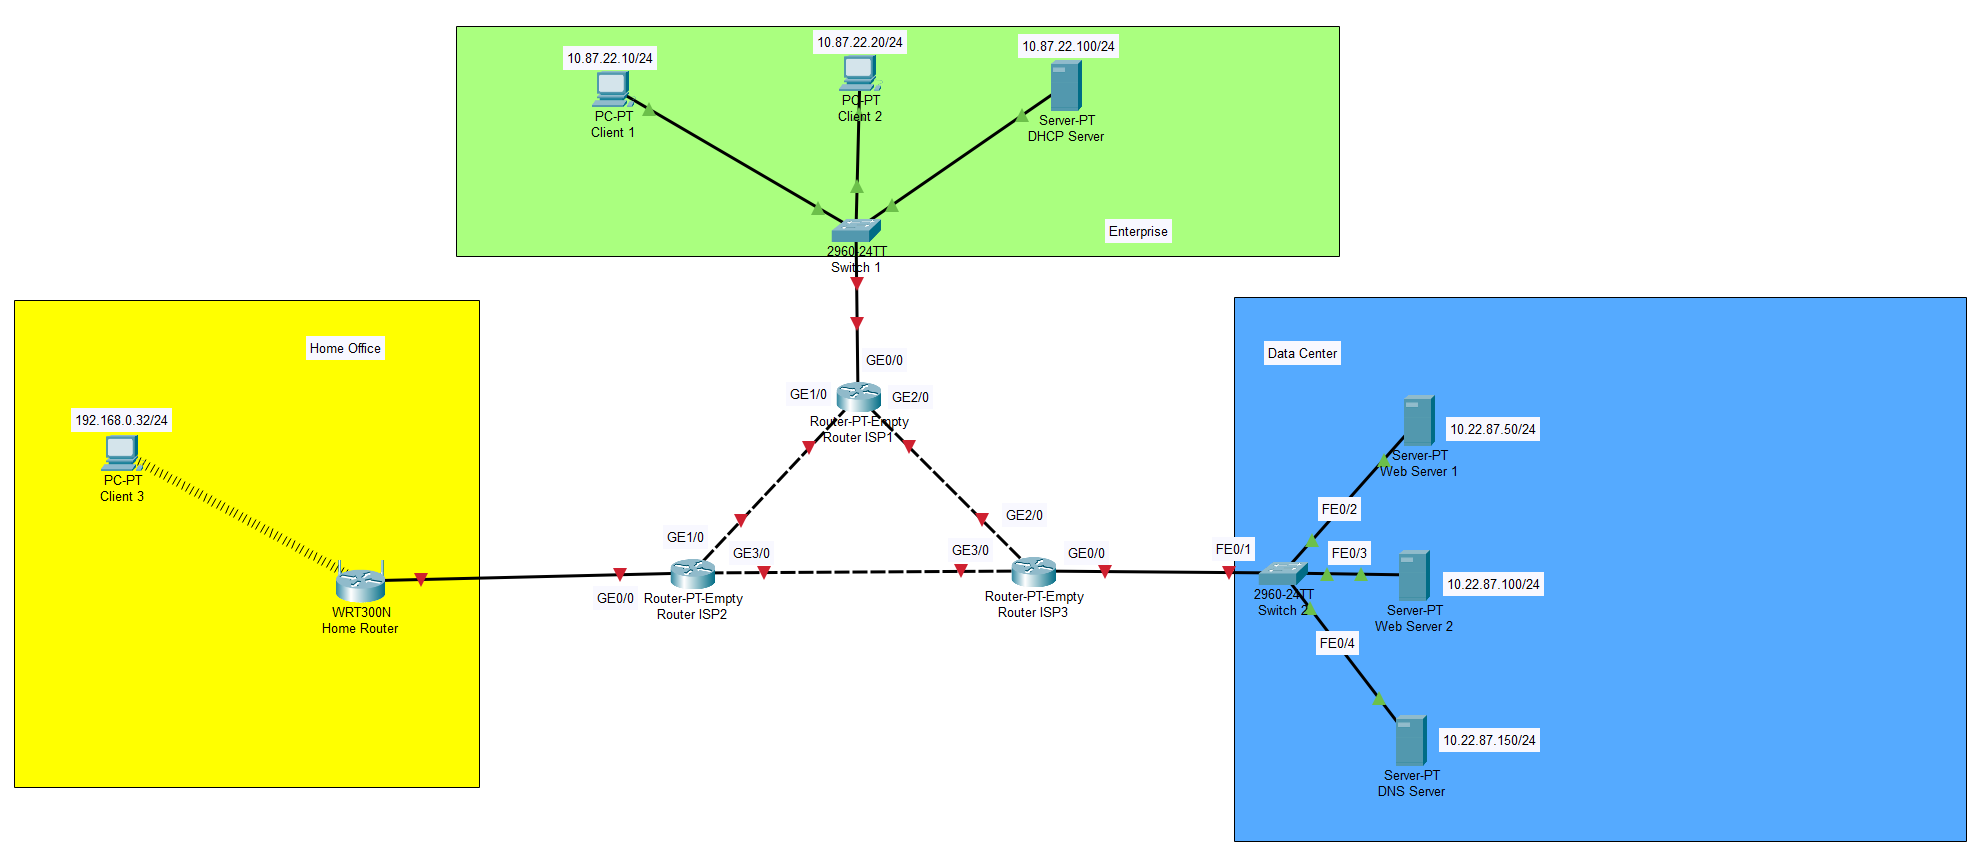 10.87.22.10/24
PC-PT
Client 1
10.87.22.20/24
PC-PT
Client 2
10.87.22.100/24
Server-PT
DHCP Server
Enterprise
2960-24TT
Switch 1
Home Office
192.168.0.32/24
PC-PT
Client 3
WRT300N
Home Router
GE0/0
GE1/0
GE2/0
Router-PT-Empty
Router ISP1
GE1/0
GE3/0
GE0/0
Router-PT-Empty
Router ISP2
GE2/0
GE3/0
GE0/0
Router-PT-Empty
Router ISP3
Data Center
FE0/1
2960-24TT
Switch 2
FE0/2
FE0/3
FE0/4
10.22.87.50/24
Server-PT
Web Server 1
10.22.87.100/24
Server-PT
Web Server 2
10.22.87.150/24
Server-PT
DNS Server